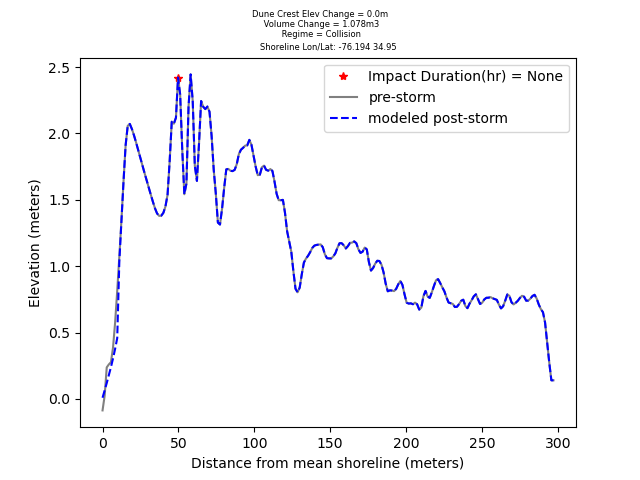 Dune Crest Elev Change = 0.0m
Volume Change = 1.078m3
Regime = Collision
Shoreline Lon/Lat: -76.194 34.95
Impact Duration(hr) = None
pre-storm
modeled post-storm
Elevation (meters)
2.5
2.0
1.5
1.0
0.5
0.0
0 50 100 150 200 250 300
Distance from mean shoreline (meters)